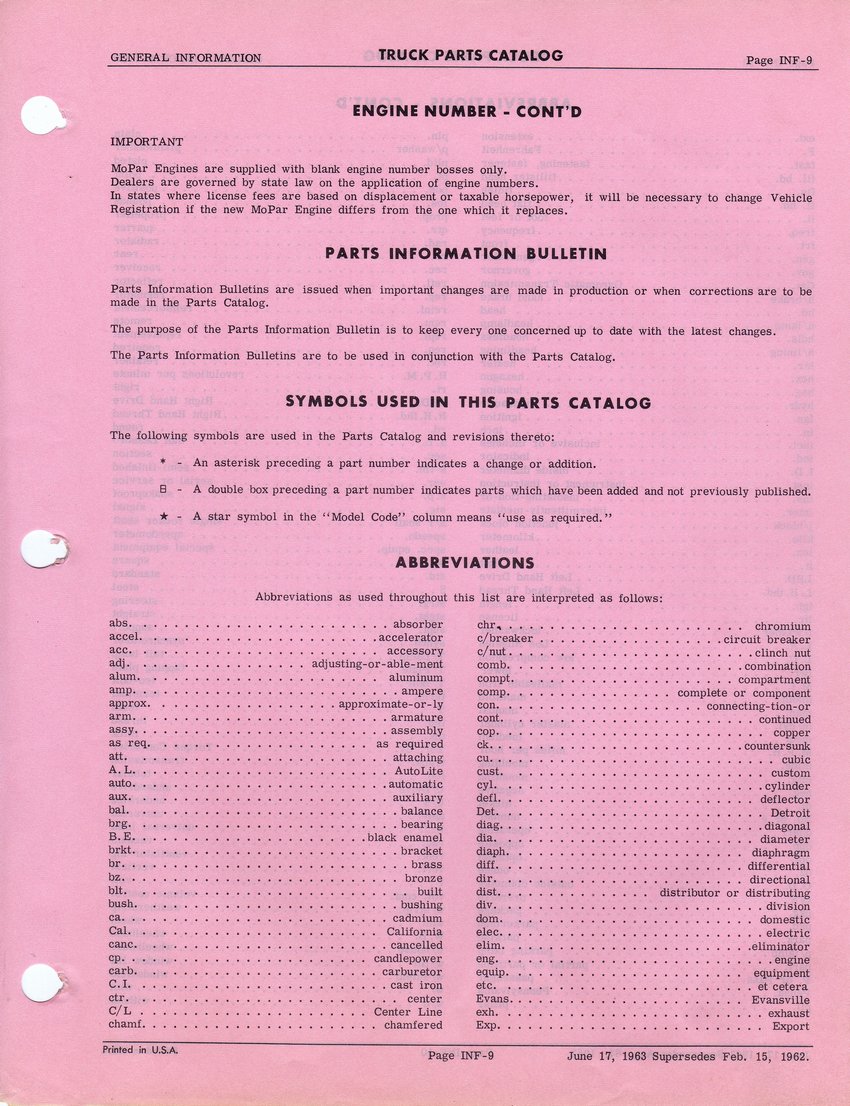 GENERAL INFORMATION TRUCK PARTS CATALOG Page INF-9
ENGINE NUMBER - CONT'D
IMPORTANT
MoPar Engines are supplied with blank engine number bosses only.
Dealers are governed by state law on the application of engine numbers.
In states where license fees are based on displacement or taxable horsepower, it will be necessary to change Vehicle
Registration if the new MoPar Engine differs from the one which it replaces.
PARTS INFORMATION BULLETIN
Parts Information Bulletins are issued when important changes are made in production or when corrections are to be
made in the Parts Catalog.
The purpose of the Parts Information Bulletin is to keep every one concerned up to date with the latest changes.
The Parts Information Bulletins are to be used in conjunction with the Parts Catalog.
SYMBOLS USED IN THIS PARTS CATALOG
The following symbols are used in the Parts Catalog and revisions thereto:
* - An asterisk preceding a part number indicates a change or addition.
⊟ - A double box preceding a part number indicates parts which have been added and not previously published.
★ - A star symbol in the "Model Code" column means "use as required."
ABBREVIATIONS
Abbreviations as used throughout this list are interpreted as follows:
abs. absorber
accel. accelerator
acc. accessory
adj. adjusting-or-able-ment
alum. aluminum
amp. ampere
approx. approximate-or-ly
arm. armature
assy. assembly
as req. as required
att. attaching
A.L. AutoLite
auto. automatic
aux. auxiliary
bal. balance
brg. bearing
B.E. black enamel
brkt. bracket
br. brass
bz. bronze
blt. built
bush. bushing
ca. cadmium
Cal. California
canc. cancelled
cp. candlepower
carb. carburetor
C.I. cast iron
ctr. center
C/L Center Line
chamf. chamfered
chr. chromium
c/breaker circuit breaker
c/nut. clinch nut
comb. combination
compt. compartment
comp. complete or component
con. connecting-tion-or
cont. continued
cop. copper
ck. countersunk
cu. cubic
cust. custom
cyl. cylinder
defl. deflector
Det. Detroit
diag. diagonal
dia. diameter
diaph. diaphragm
diff. differential
dir. directional
dist. distributor or distributing
div. division
dom. domestic
elec. electric
elim. eliminator
eng. engine
equip. equipment
etc. et cetera
Evans. Evansville
exh. exhaust
Exp. Export
Printed in U.S.A. Page INF-9 June 17, 1963 Supersedes Feb. 15, 1962.